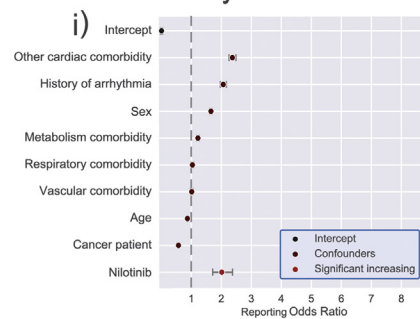 i)
Intercept
Other cardiac comorbidity
History of arrhythmia
Sex
Metabolism comorbidity
Respiratory comorbidity
Vascular comorbidity
Age
Cancer patient
Nilotinib
Intercept
Confounders
Significant increasing
1 2 3 4 5 6 7 8
Reporting Odds Ratio